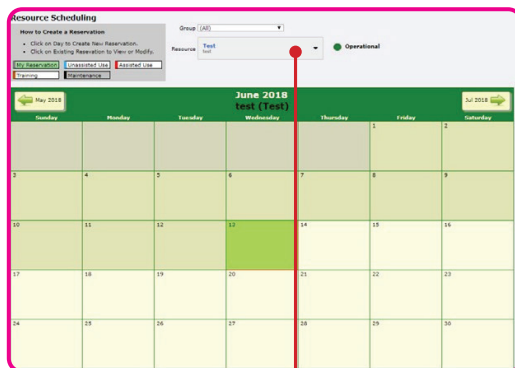 Resource Scheduling
How to Create a Reservation
• Click on Day to Create New Reservation.
• Click on Existing Reservation to View or Modify.
My Reservation Unassisted Use Assisted Use
Training Maintenance
Group (All)
Resource Test
test
Operational
May 2018
June 2018
test (Test)
Jul 2018
Sunday Monday Tuesday Wednesday Thursday Friday Saturday
1 2
3 4 5 6 7 8 9
10 11 12 13 14 15 16
17 18 19 20 21 22 23
24 25 26 27 28 29 30